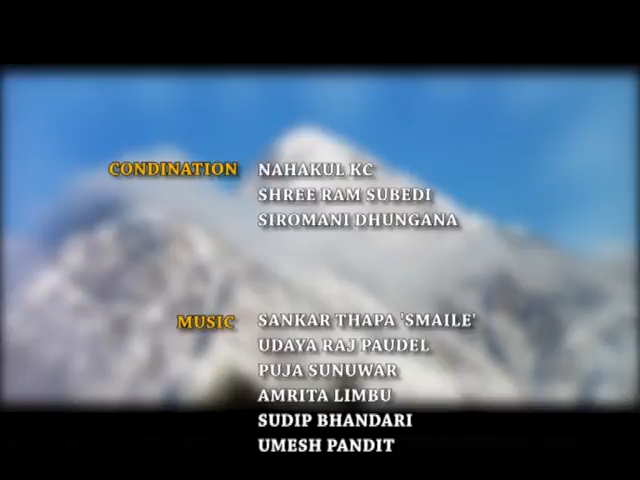 CONDINATION NAHAKUL KC
SHREE RAM SUBEDI
SIROMANI DHUNGANA
MUSIC SANKAR THAPA 'SMAILE'
UDAYA RAJ PAUDEL
PUJA SUNUWAR
AMRITA LIMBU
SUDIP BHANDARI
UMESH PANDIT